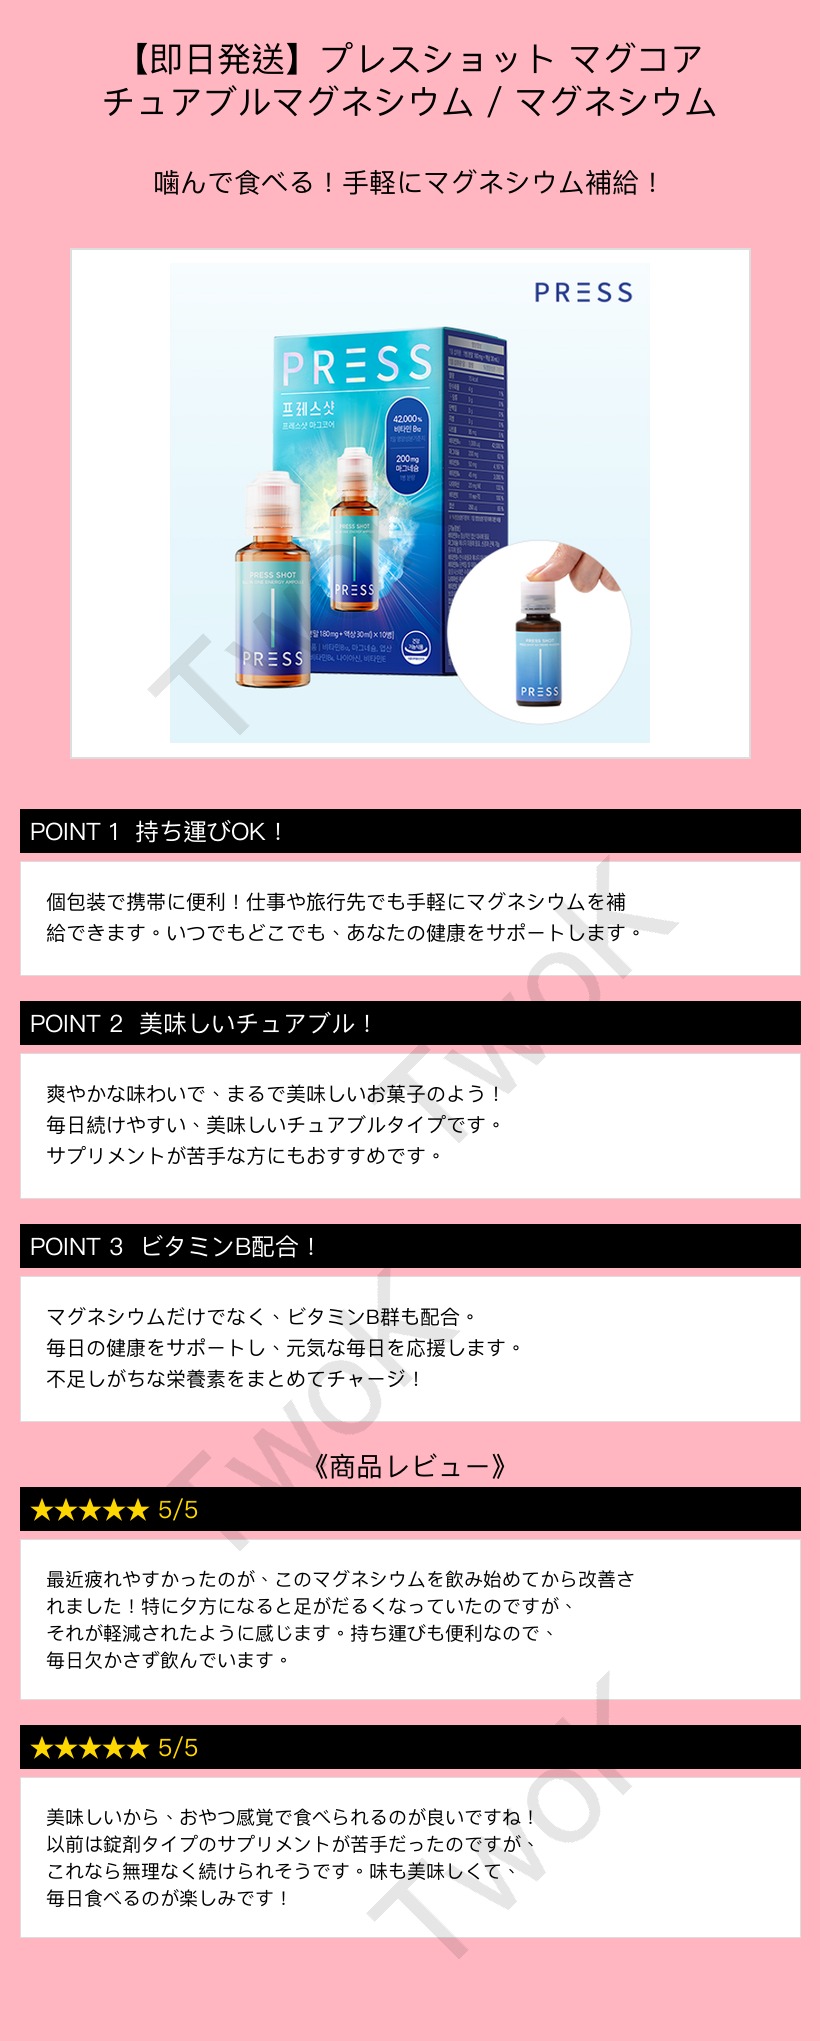 【即日発送】プレスショット マグコア
チュアブルマグネシウム / マグネシウム
噛んで食べる！手軽にマグネシウム補給！
PRESS
PRESS
프레스샷
프레스샷 마그코어
42,000%
비타민 B12
200mg
마그네슘
PRESS SHOT
PRESS
PRESS SHOT
PRESS
180mg + 액상 30ml) × 10병]
PRESS SHOT
PRESS
TwoK
POINT 1 持ち運びOK！
個包装で携帯に便利！仕事や旅行先でも手軽にマグネシウムを補
給できます。いつでもどこでも、あなたの健康をサポートします。
TwoK
POINT 2 美味しいチュアブル！
爽やかな味わいで、まるで美味しいお菓子のよう！
毎日続けやすい、美味しいチュアブルタイプです。
サプリメントが苦手な方にもおすすめです。
POINT 3 ビタミンB配合！
マグネシウムだけでなく、ビタミンB群も配合。
毎日の健康をサポートし、元気な毎日を応援します。
不足しがちな栄養素をまとめてチャージ！
TwoK
《商品レビュー》
★★★★★ 5/5
最近疲れやすかったのが、このマグネシウムを飲み始めてから改善さ
れました！特に夕方になると足がだるくなっていたのですが、
それが軽減されたように感じます。持ち運びも便利なので、
毎日欠かさず飲んでいます。
★★★★★ 5/5
美味しいから、おやつ感覚で食べられるのが良いですね！
以前は錠剤タイプのサプリメントが苦手だったのですが、
これなら無理なく続けられそうです。味も美味しくて、
毎日食べるのが楽しみです！
TwoK